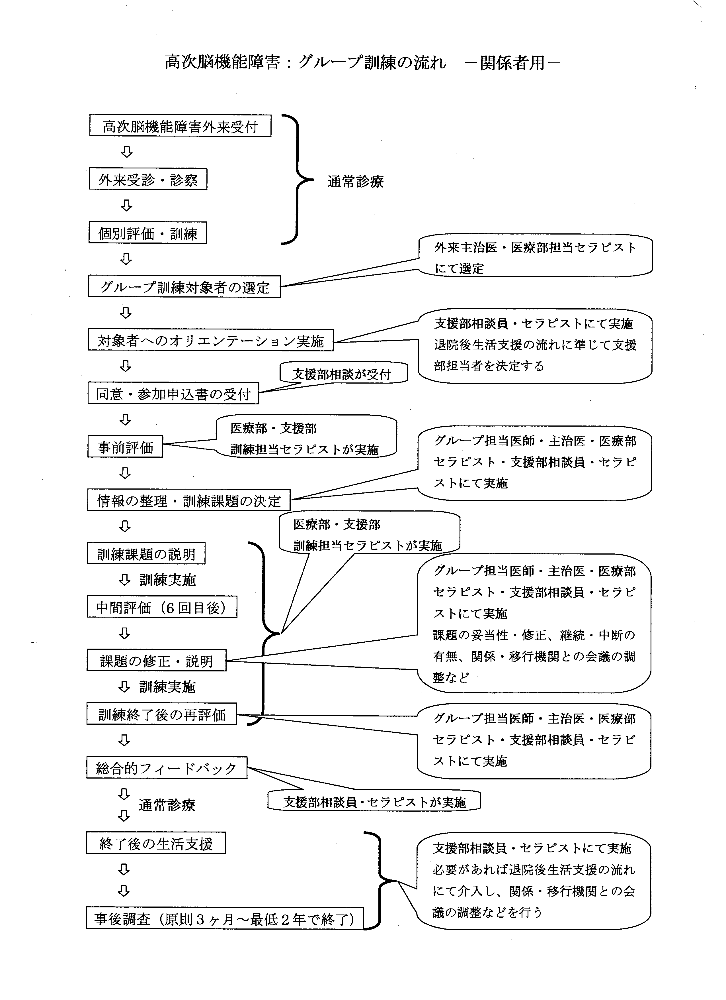 高次脳機能障害：グループ訓練の流れ　－関係者用－
高次脳機能障害外来受付
⇩
外来受診・診察
⇩
個別評価・訓練
通常診療
⇩
外来主治医・医療部担当セラピスト
にて選定
グループ訓練対象者の選定
⇩
支援部相談員・セラピストにて実施
退院後生活支援の流れに準じて支援
部担当者を決定する
対象者へのオリエンテーション実施
⇩
支援部相談が受付
同意・参加申込書の受付
⇩
医療部・支援部
訓練担当セラピストが実施
事前評価
⇩
グループ担当医師・主治医・医療部
セラピスト・支援部相談員・セラピ
ストにて実施
情報の整理・訓練課題の決定
⇩
医療部・支援部
訓練担当セラピストが実施
訓練課題の説明
⇩ 訓練実施
中間評価（6回目後）
⇩
グループ担当医師・主治医・医療部
セラピスト・支援部相談員・セラピ
ストにて実施
課題の妥当性・修正、継続・中断の
有無、関係・移行機関との会議の調
整など
課題の修正・説明
⇩ 訓練実施
訓練終了後の再評価
グループ担当医師・主治医・医療部
セラピスト・支援部相談員・セラピ
ストにて実施
⇩
総合的フィードバック
支援部相談員・セラピストが実施
⇩
通常診療
⇩
終了後の生活支援
⇩
⇩
事後調査（原則３ヶ月～最低２年で終了）
支援部相談員・セラピストにて実施
必要があれば退院後生活支援の流れ
にて介入し、関係・移行機関との会
議の調整などを行う